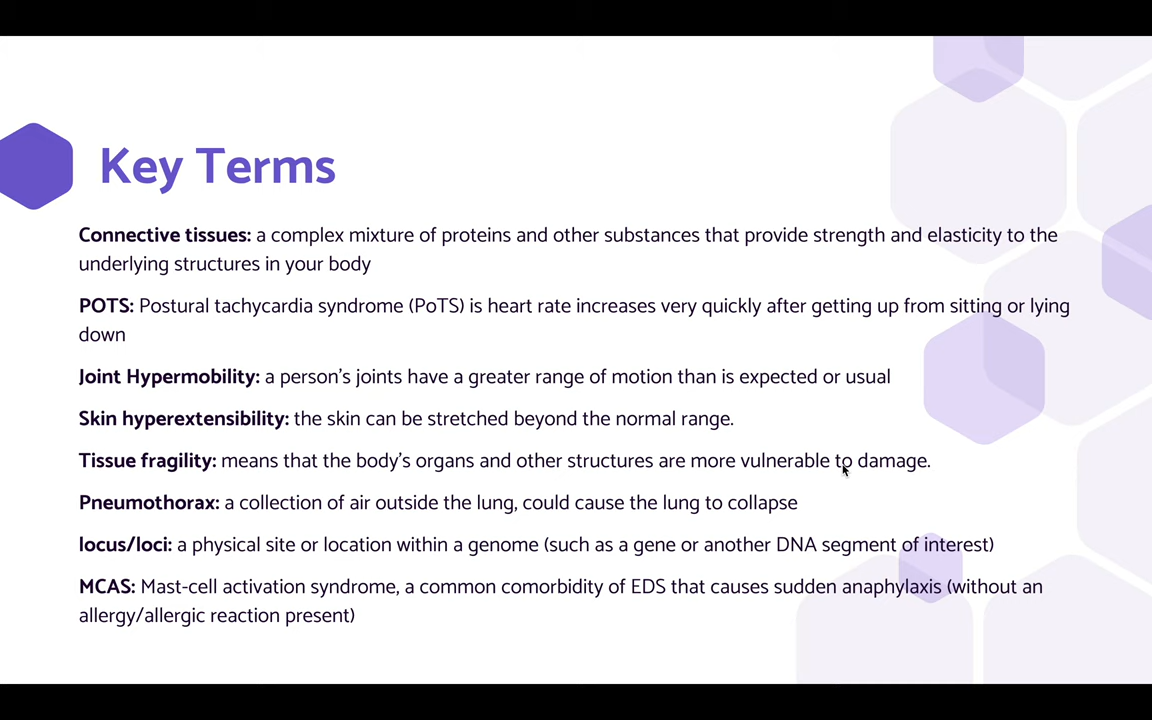 Key Terms
Connective tissues: a complex mixture of proteins and other substances that provide strength and elasticity to the
underlying structures in your body
POTS: Postural tachycardia syndrome (PoTS) is heart rate increases very quickly after getting up from sitting or lying
down
Joint Hypermobility: a person's joints have a greater range of motion than is expected or usual
Skin hyperextensibility: the skin can be stretched beyond the normal range.
Tissue fragility: means that the body's organs and other structures are more vulnerable to damage.
Pneumothorax: a collection of air outside the lung, could cause the lung to collapse
locus/loci: a physical site or location within a genome (such as a gene or another DNA segment of interest)
MCAS: Mast-cell activation syndrome, a common comorbidity of EDS that causes sudden anaphylaxis (without an
allergy/allergic reaction present)